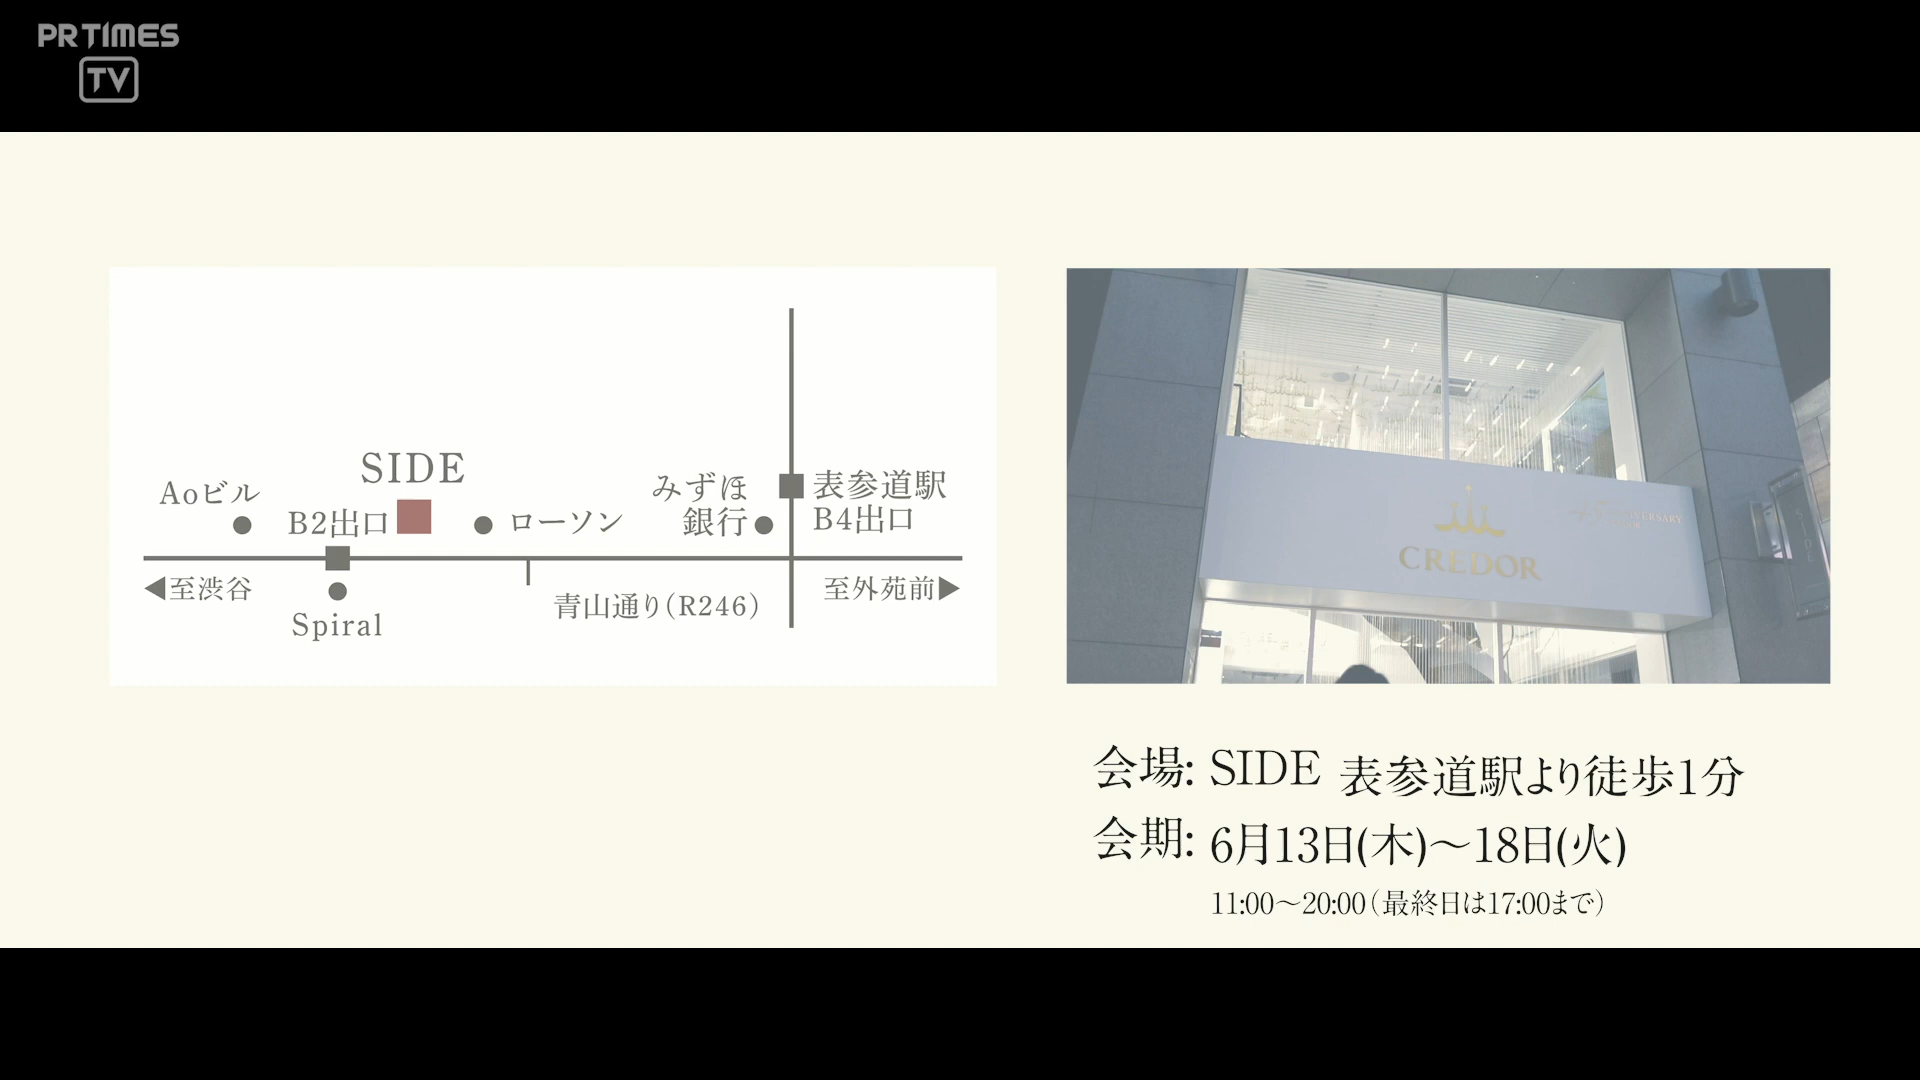 PR TIMES
TV
SIDE
Aoビル
B2出口
ローソン
みずほ
銀行
表参道駅
B4出口
◀至渋谷
Spiral
青山通り(R246)
至外苑前▶
CREDOR
会場: SIDE 表参道駅より徒歩1分
会期: 6月13日(木)〜18日(火)
11:00〜20:00(最終日は17:00まで)